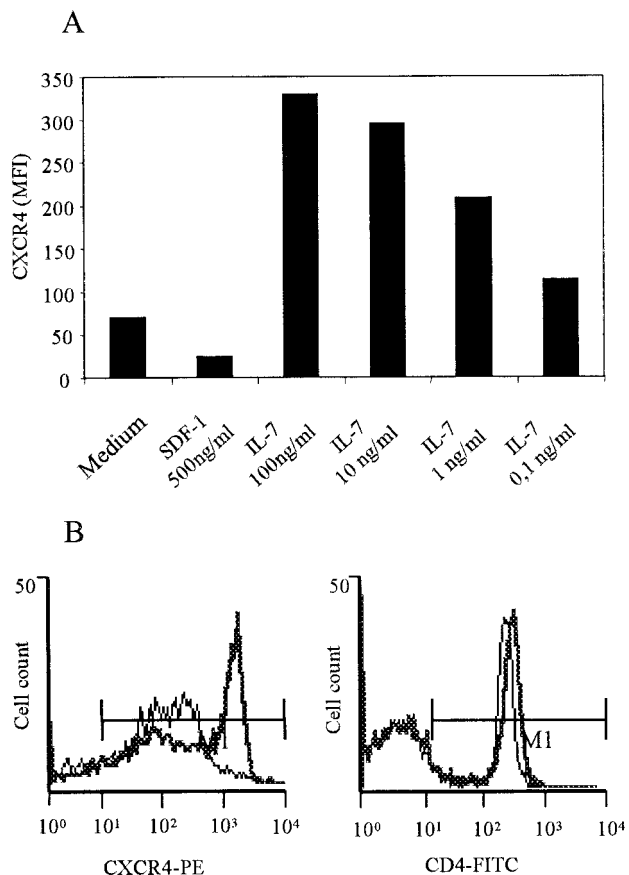 A
CXCR4 (MFI)
350
300
250
200
150
100
50
0
Medium
SDF-1
500ng/ml
IL-7
100ng/ml
IL-7
10 ng/ml
IL-7
1 ng/ml
IL-7
0,1 ng/ml
B
50
Cell count
10⁰ 10¹ 10² 10³ 10⁴
CXCR4-PE
50
Cell count
M1
10⁰ 10¹ 10² 10³ 10⁴
CD4-FITC